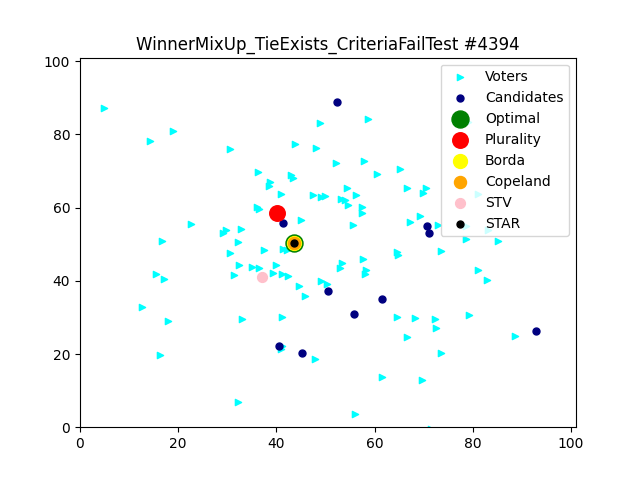 WinnerMixUp_TieExists_CriteriaFailTest #4394
100
80
60
40
20
0
0 20 40 60 80 100
Voters
Candidates
Optimal
Plurality
Borda
Copeland
STV
STAR